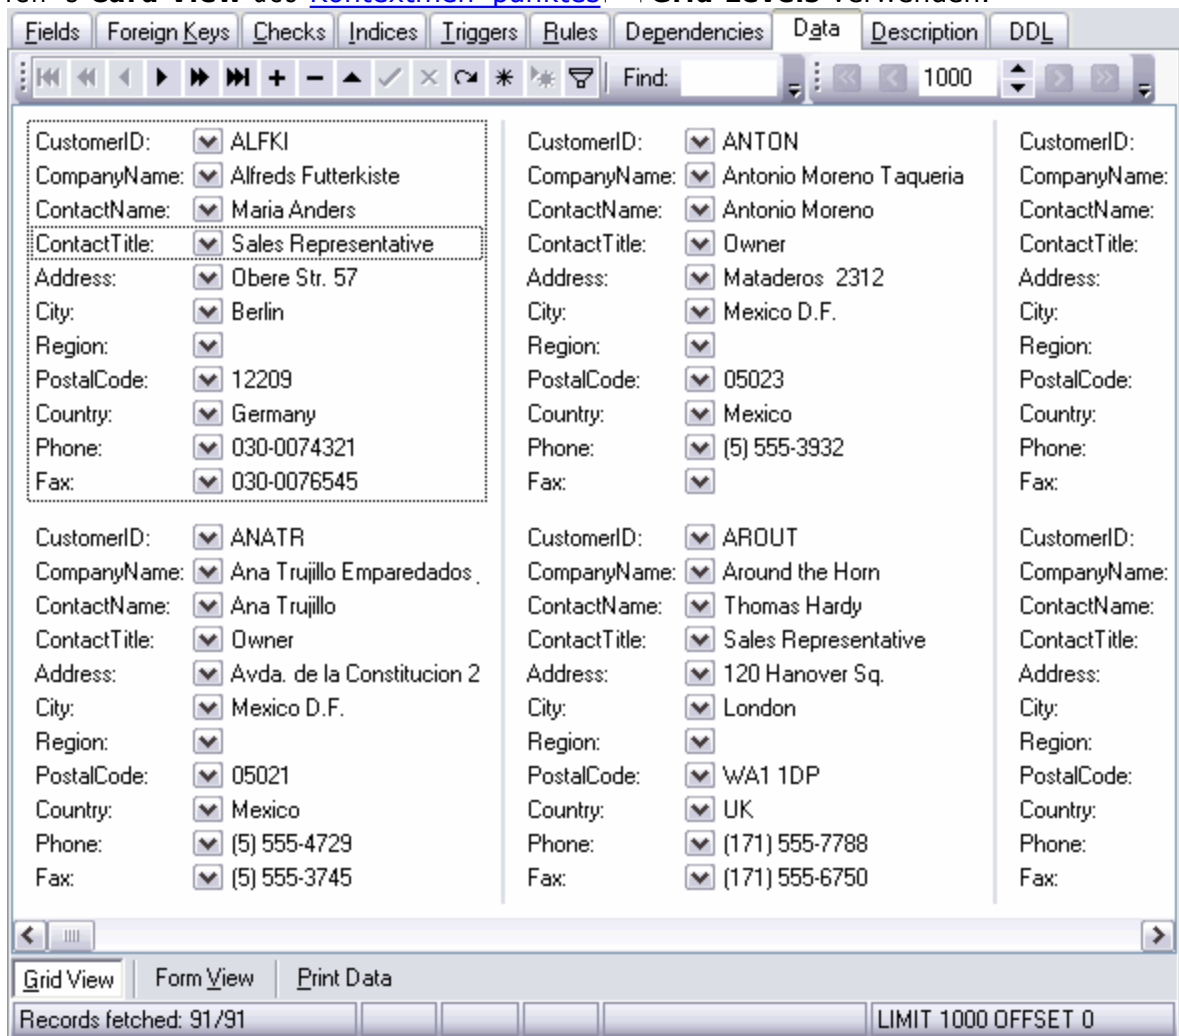 Card View aus Kontextmen punktes Grid Levels verwenden.
Fields Foreign Keys Checks Indices Triggers Rules Dependencies Data Description DDL
Find: 1000
CustomerID: ALFKI CustomerID: ANTON CustomerID:
CompanyName: Alfreds Futterkiste CompanyName: Antonio Moreno Taqueria CompanyName:
ContactName: Maria Anders ContactName: Antonio Moreno ContactName:
ContactTitle: Sales Representative ContactTitle: Owner ContactTitle:
Address: Obere Str. 57 Address: Mataderos 2312 Address:
City: Berlin City: Mexico D.F. City:
Region: Region: Region:
PostalCode: 12209 PostalCode: 05023 PostalCode:
Country: Germany Country: Mexico Country:
Phone: 030-0074321 Phone: (5) 555-3932 Phone:
Fax: 030-0076545 Fax: Fax:
CustomerID: ANATR CustomerID: AROUT CustomerID:
CompanyName: Ana Trujillo Emparedados CompanyName: Around the Horn CompanyName:
ContactName: Ana Trujillo ContactName: Thomas Hardy ContactName:
ContactTitle: Owner ContactTitle: Sales Representative ContactTitle:
Address: Avda. de la Constitucion 2 Address: 120 Hanover Sq. Address:
City: Mexico D.F. City: London City:
Region: Region: Region:
PostalCode: 05021 PostalCode: WA1 1DP PostalCode:
Country: Mexico Country: UK Country:
Phone: (5) 555-4729 Phone: (171) 555-7788 Phone:
Fax: (5) 555-3745 Fax: (171) 555-6750 Fax:
Grid View Form View Print Data
Records fetched: 91/91 LIMIT 1000 OFFSET 0